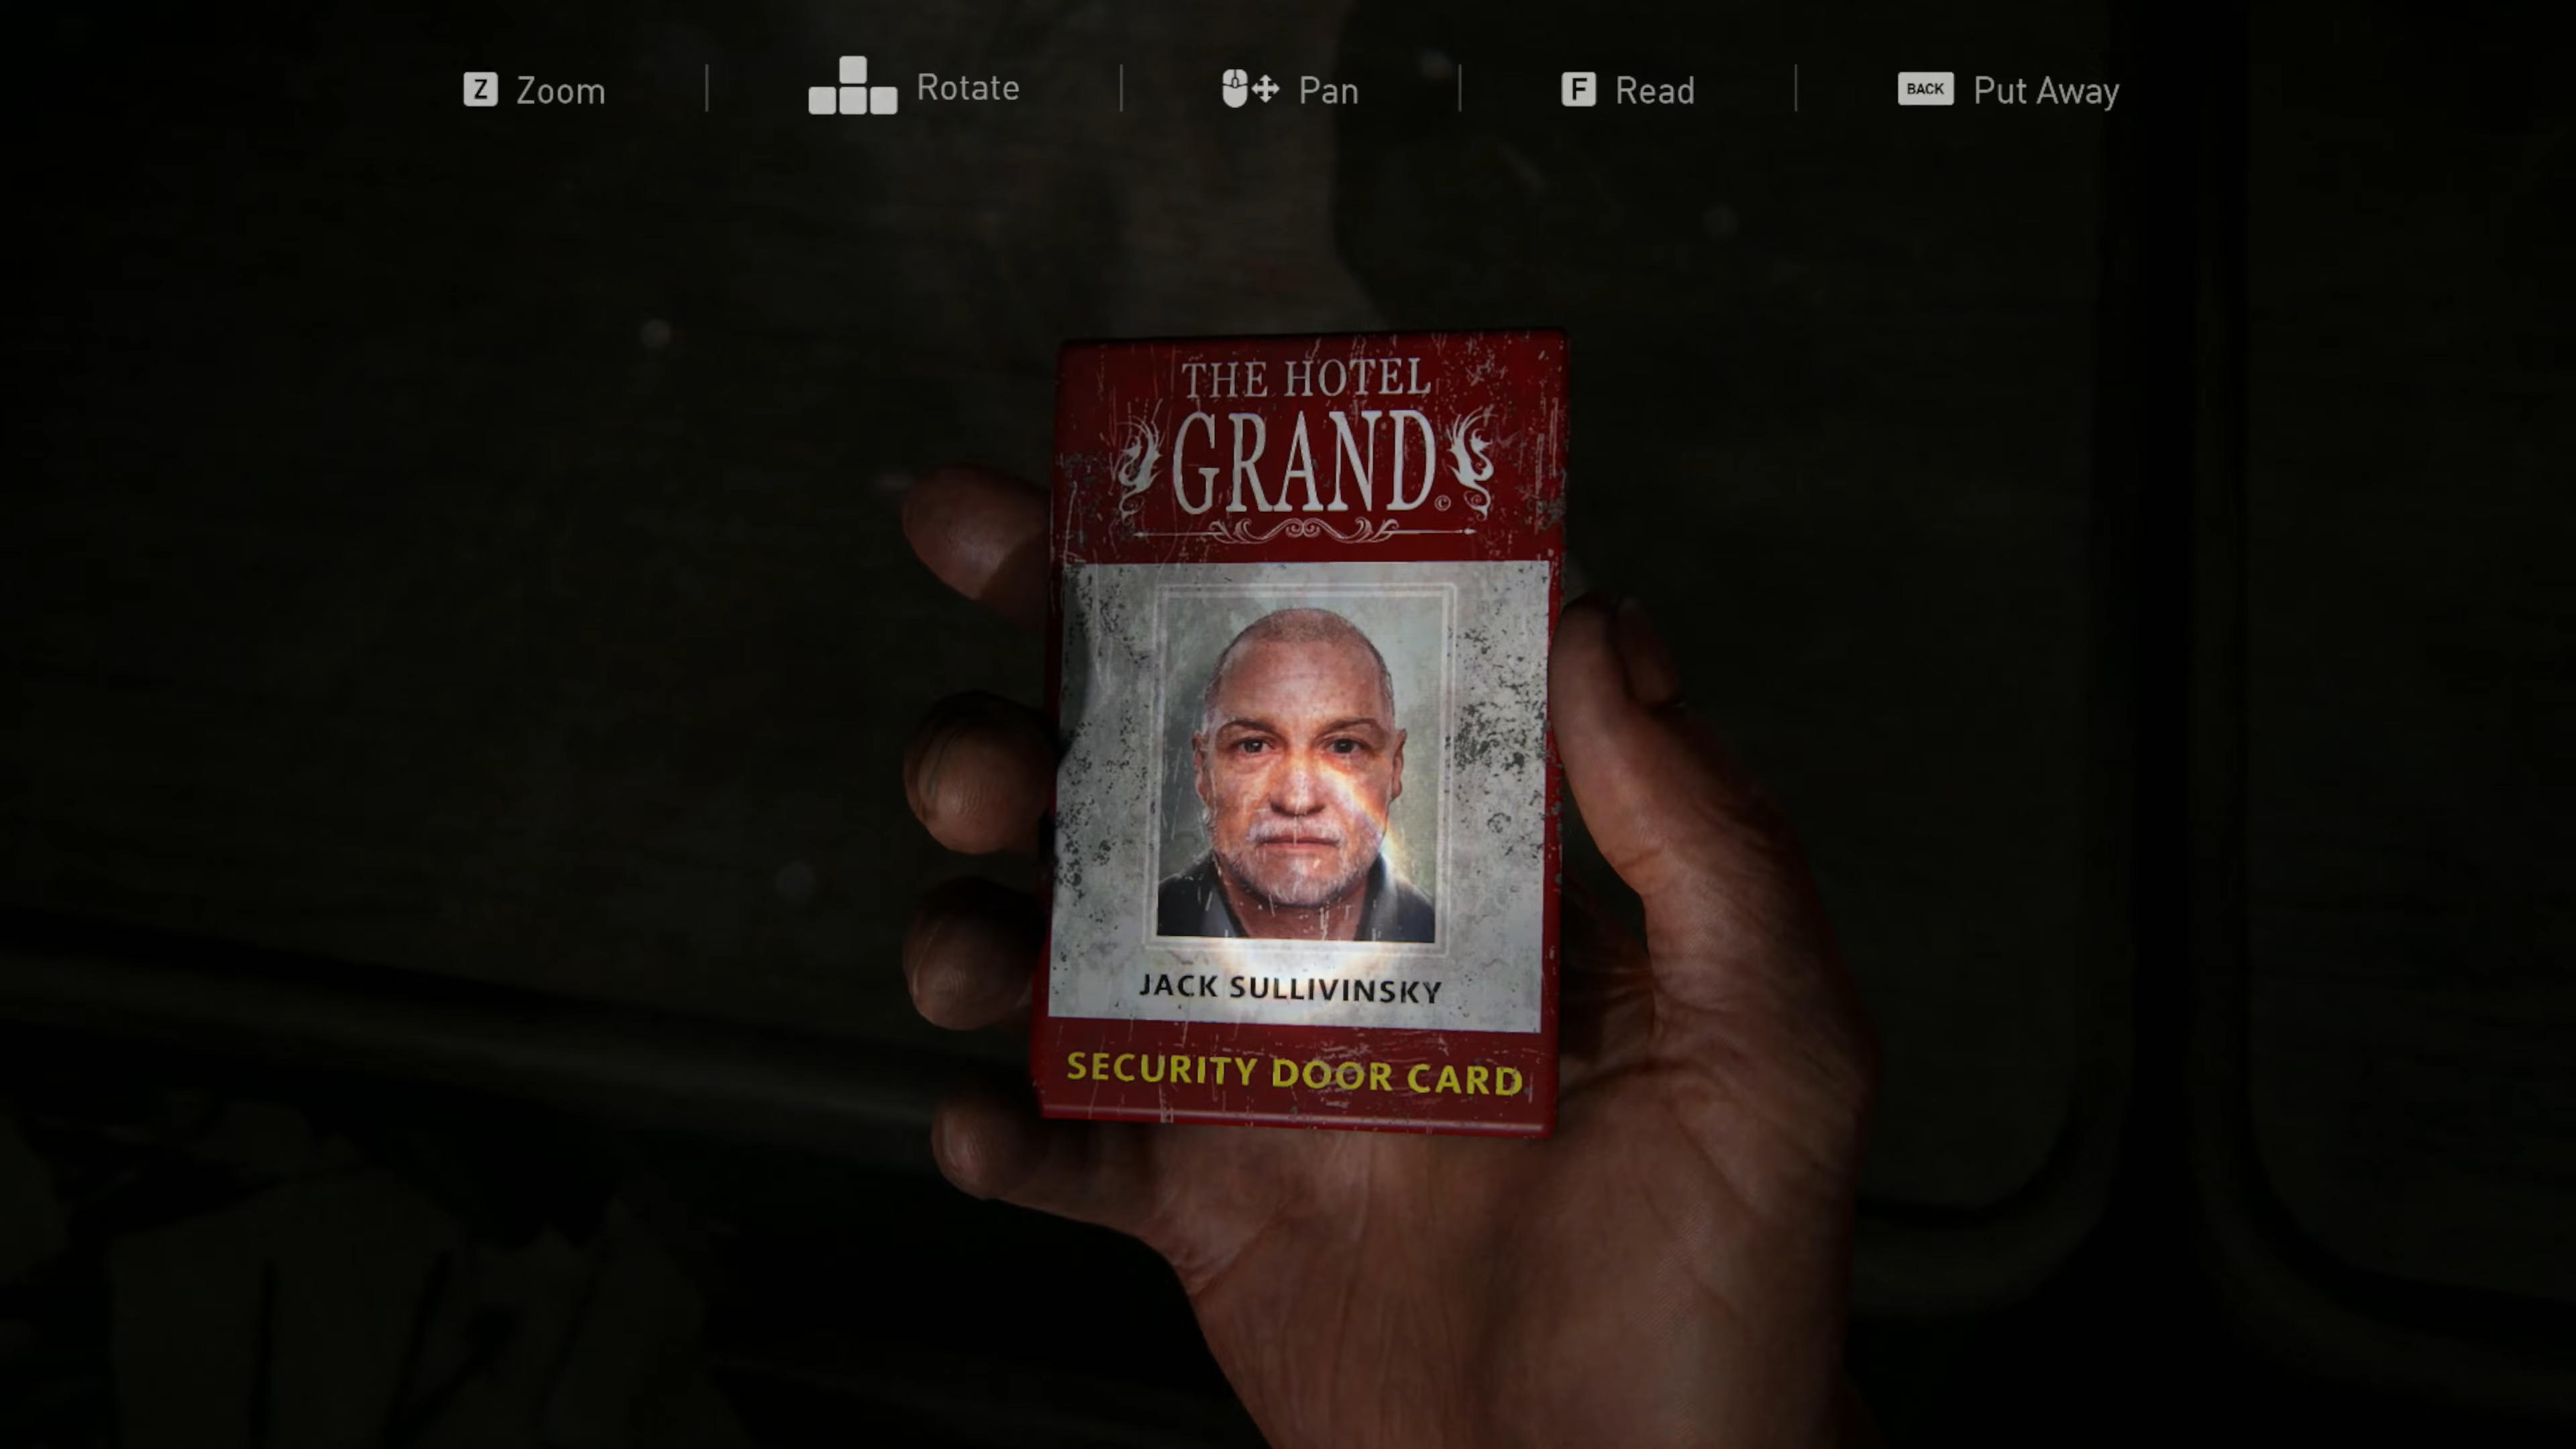 Z Zoom
Rotate
Pan
F Read
BACK Put Away
THE HOTEL
GRAND©
JACK SULLIVINSKY
SECURITY DOOR CARD